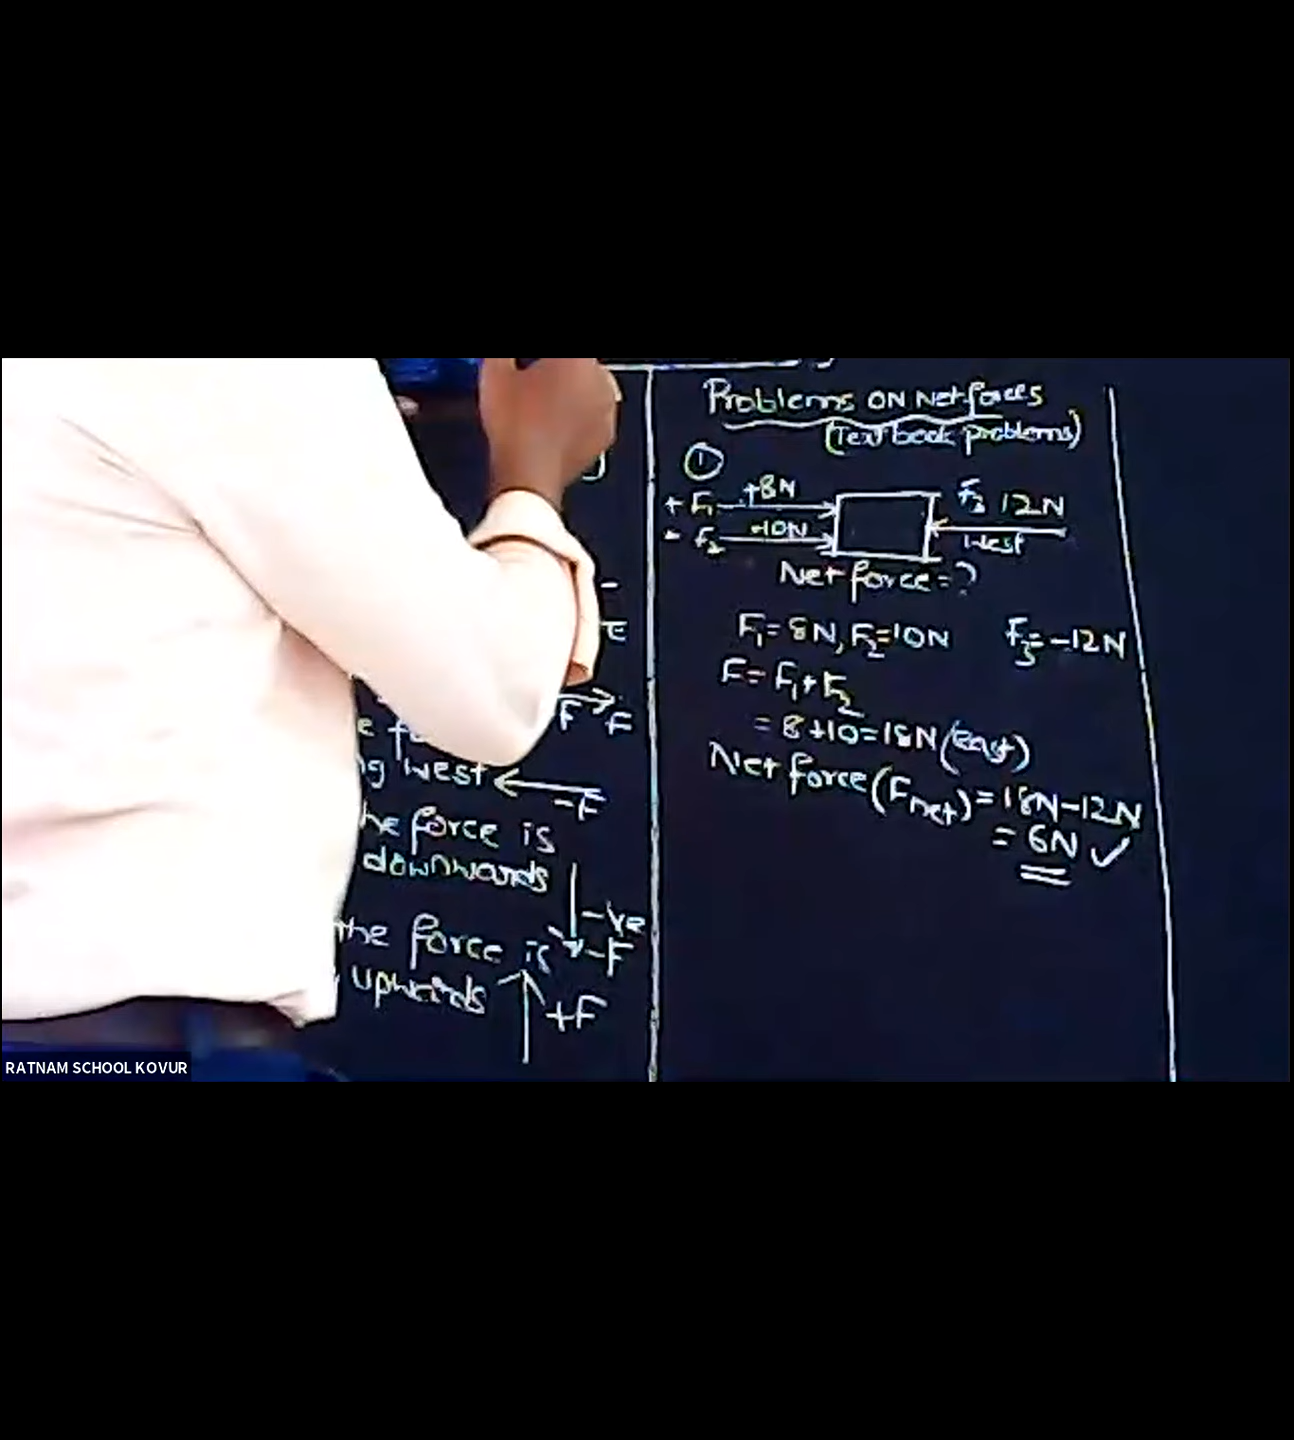 -
E
F F
e f
ng west
-F
he force is
downwards
-ve
the force is -F
upwards
+F
Problems ON Net forces
(Text book problems)
①
+ F₁ +8N
F₃ 12N
F₂ +10N
West
Net force = ?
F₁ = 8N, F₂ = 10N F₃ = -12N
F = F₁ + F₂
= 8 + 10 = 18N (east)
Net force (Fnet) = 18N - 12N
= 6N ✓
RATNAM SCHOOL KOVUR